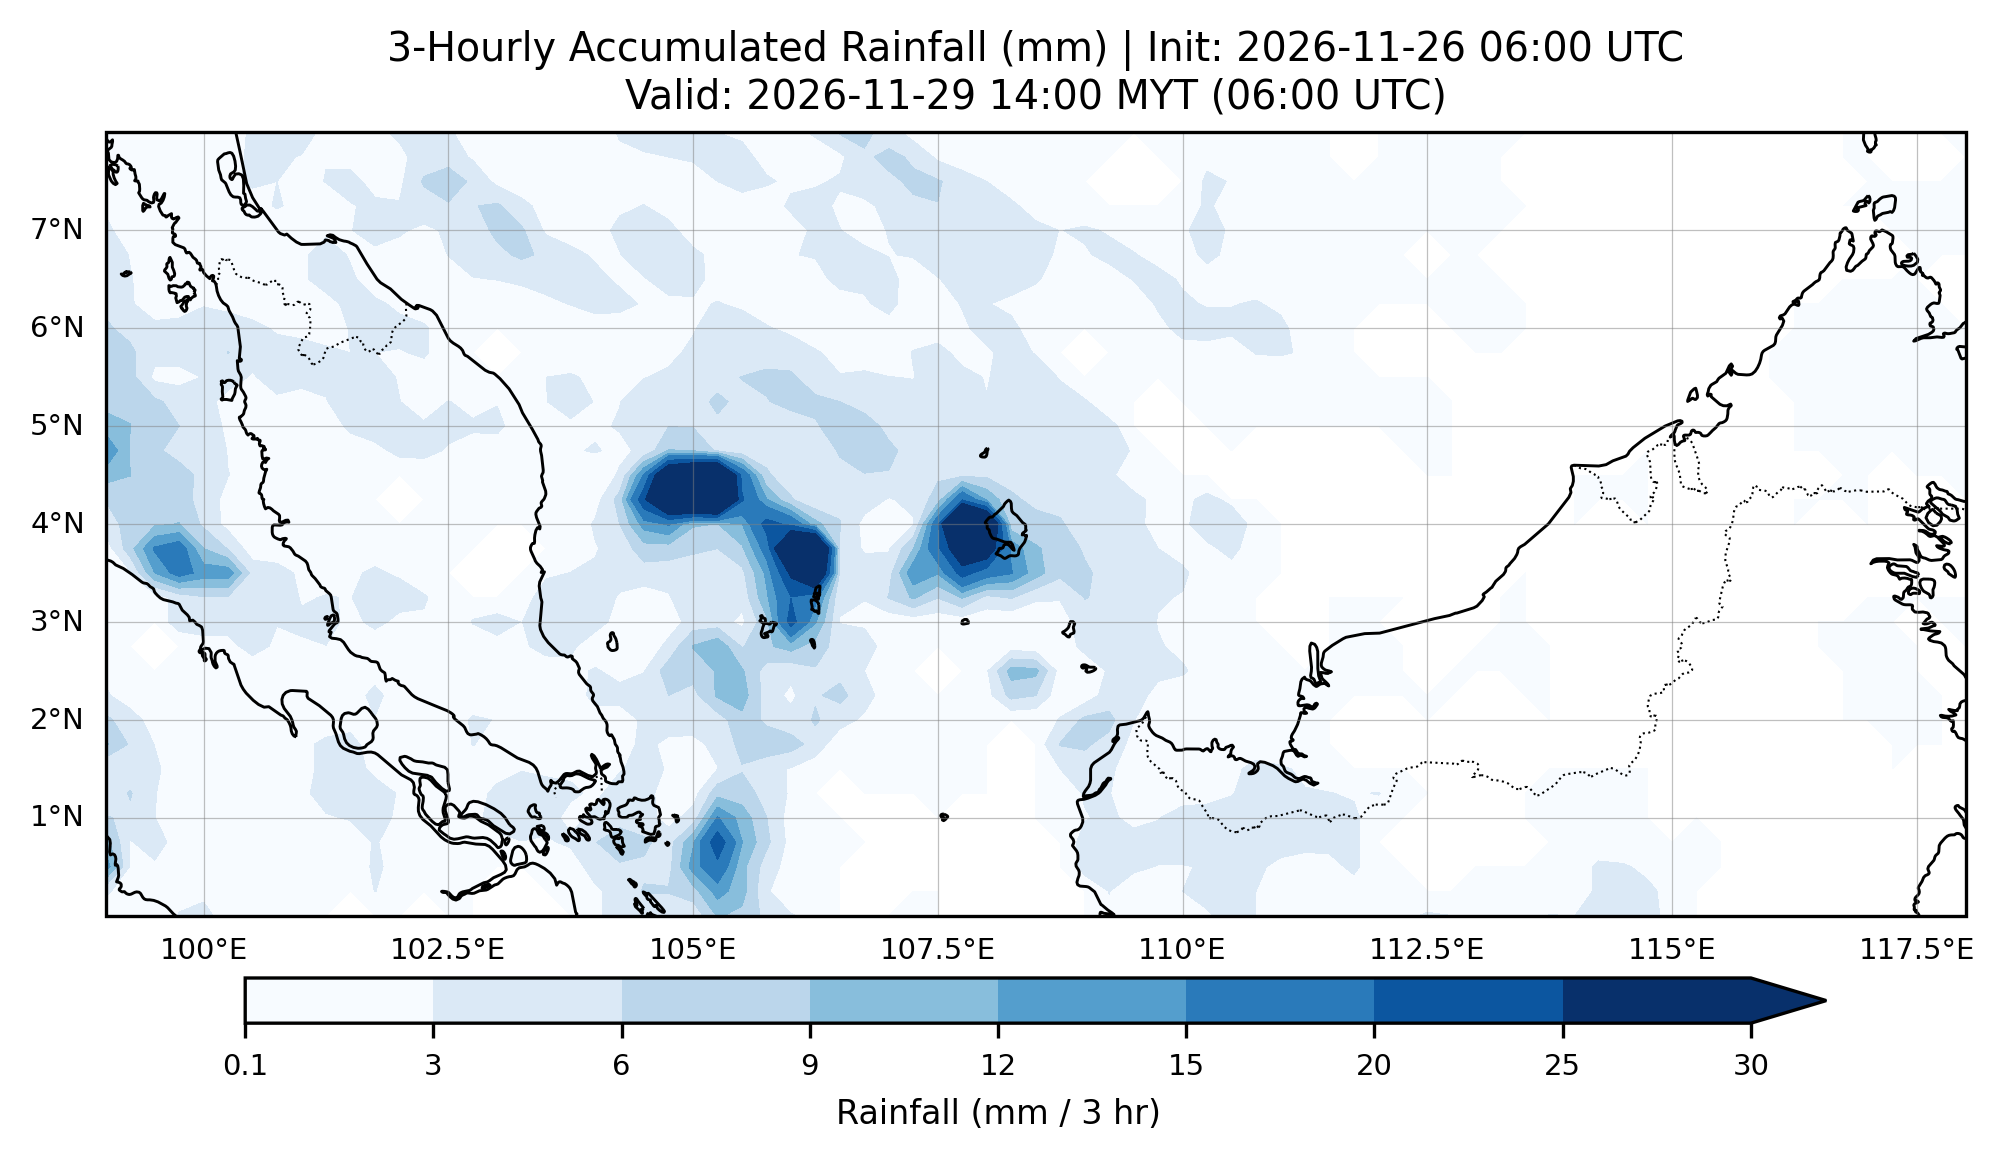 3-Hourly Accumulated Rainfall (mm) | Init: 2026-11-26 06:00 UTC
Valid: 2026-11-29 14:00 MYT (06:00 UTC)
7°N
6°N
5°N
4°N
3°N
2°N
1°N
100°E 102.5°E 105°E 107.5°E 110°E 112.5°E 115°E 117.5°E
0.1 3 6 9 12 15 20 25 30
Rainfall (mm / 3 hr)